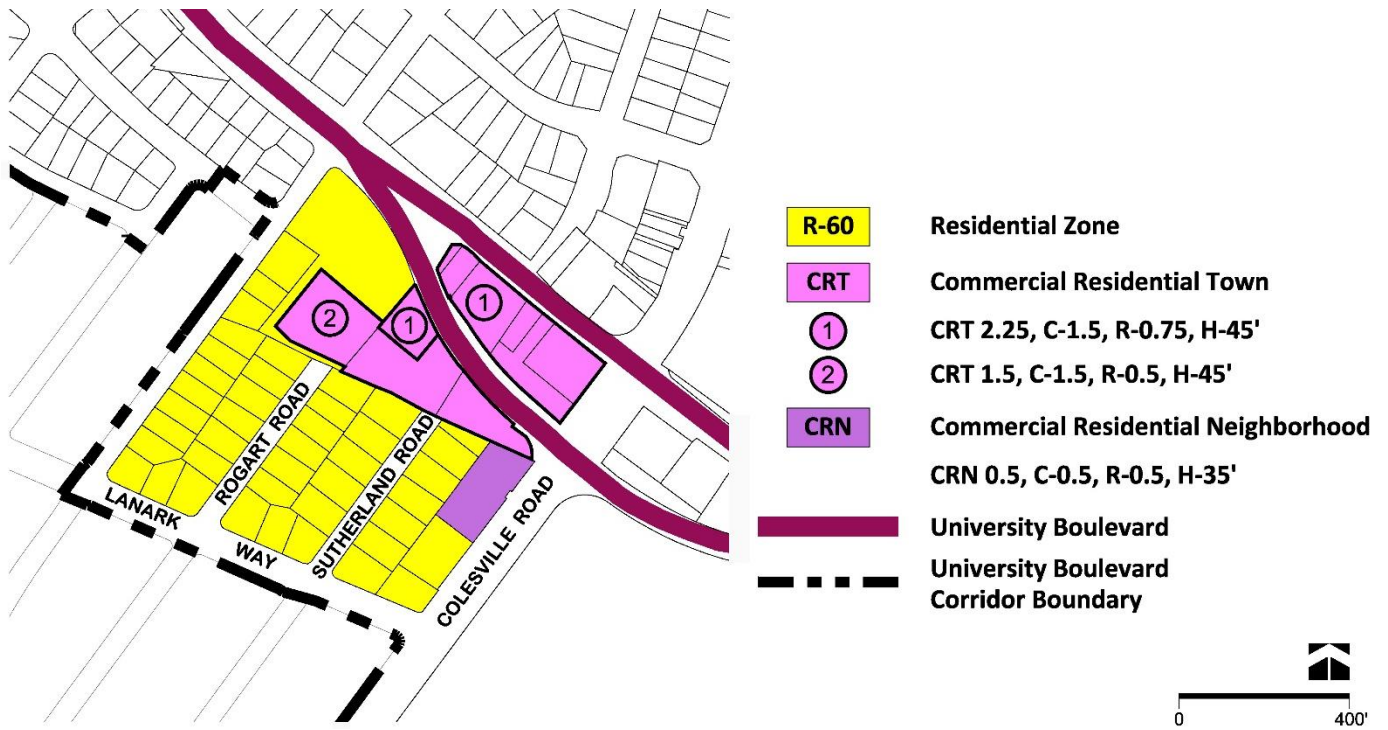 2
1
1
ROGART ROAD
SUTHERLAND ROAD
LANARK
WAY
COLESVILLE ROAD
R-60 Residential Zone
CRT Commercial Residential Town
1 CRT 2.25, C-1.5, R-0.75, H-45'
2 CRT 1.5, C-1.5, R-0.5, H-45'
CRN Commercial Residential Neighborhood
CRN 0.5, C-0.5, R-0.5, H-35'
University Boulevard
University Boulevard
Corridor Boundary
0 400'